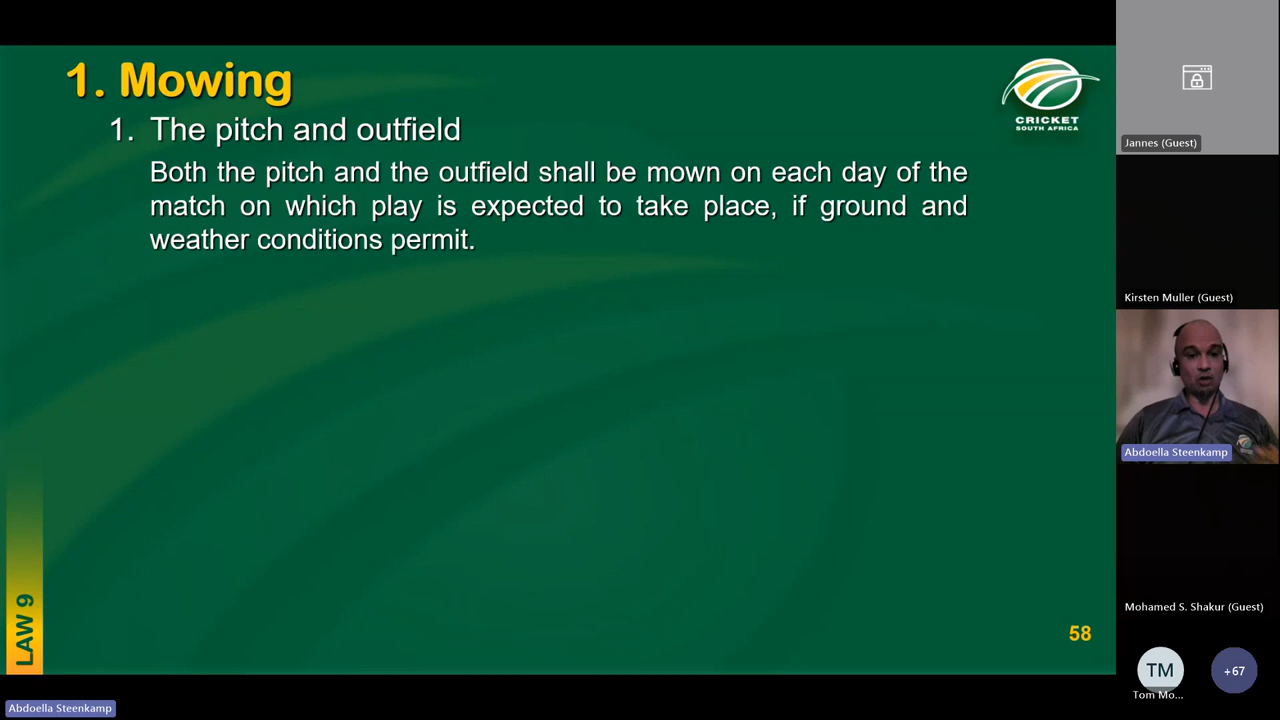 1. Mowing
1. The pitch and outfield
Both the pitch and the outfield shall be mown on each day of the
match on which play is expected to take place, if ground and
weather conditions permit.
CRICKET
SOUTH AFRICA
LAW 9
58
Abdoella Steenkamp
Jannes (Guest)
Kirsten Muller (Guest)
Abdoella Steenkamp
Mohamed S. Shakur (Guest)
TM
Tom Mo...
+67